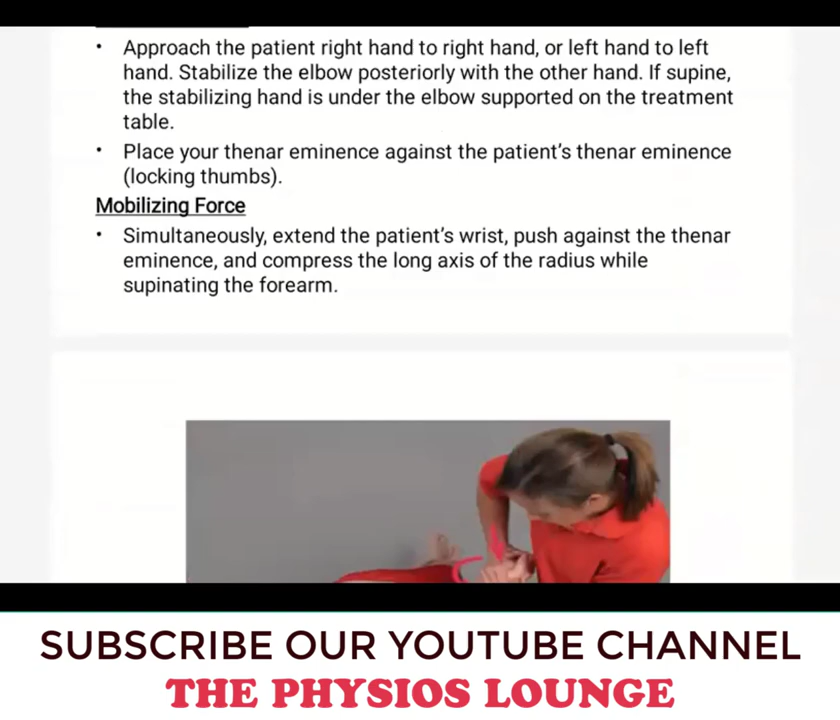 • Approach the patient right hand to right hand, or left hand to left
hand. Stabilize the elbow posteriorly with the other hand. If supine,
the stabilizing hand is under the elbow supported on the treatment
table.
• Place your thenar eminence against the patient's thenar eminence
(locking thumbs).
Mobilizing Force
• Simultaneously, extend the patient's wrist, push against the thenar
eminence, and compress the long axis of the radius while
supinating the forearm.
SUBSCRIBE OUR YOUTUBE CHANNEL
THE PHYSIOS LOUNGE